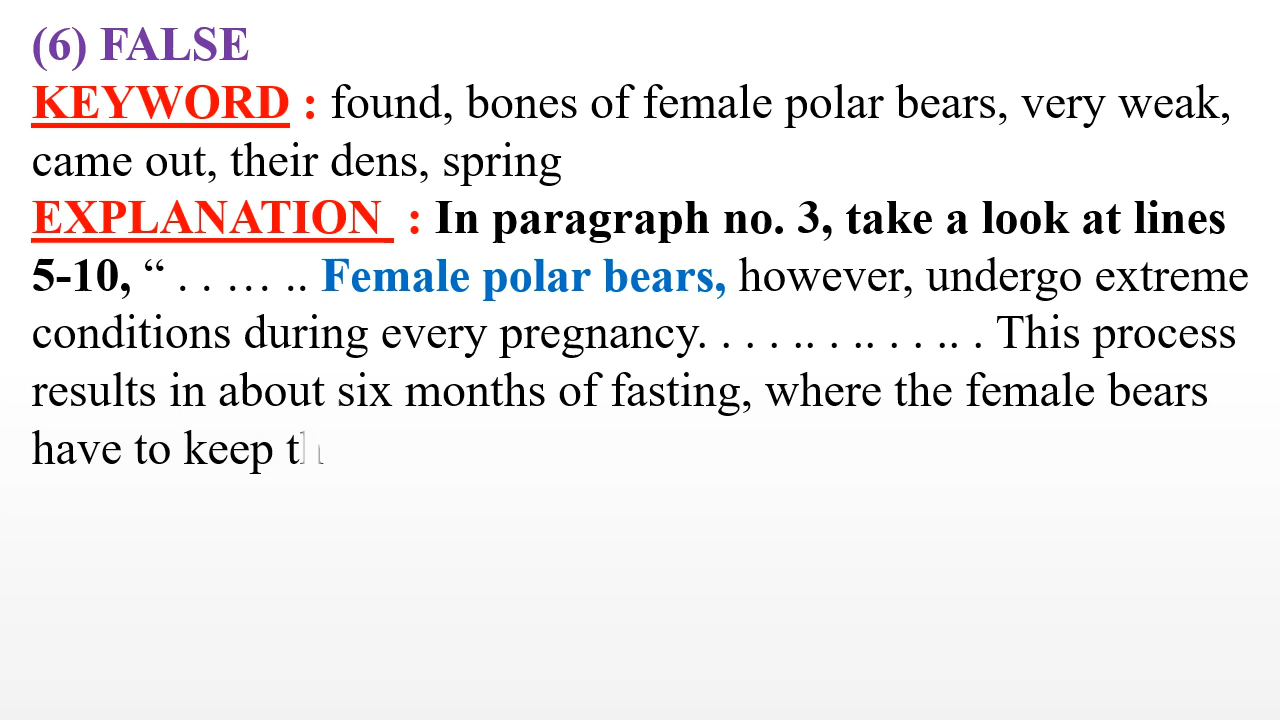 (6) FALSE
KEYWORD : found, bones of female polar bears, very weak,
came out, their dens, spring
EXPLANATION : In paragraph no. 3, take a look at lines
5-10, “ . . … .. Female polar bears, however, undergo extreme
conditions during every pregnancy. . . . . .. . .. . . .. . This process
results in about six months of fasting, where the female bears
have to keep